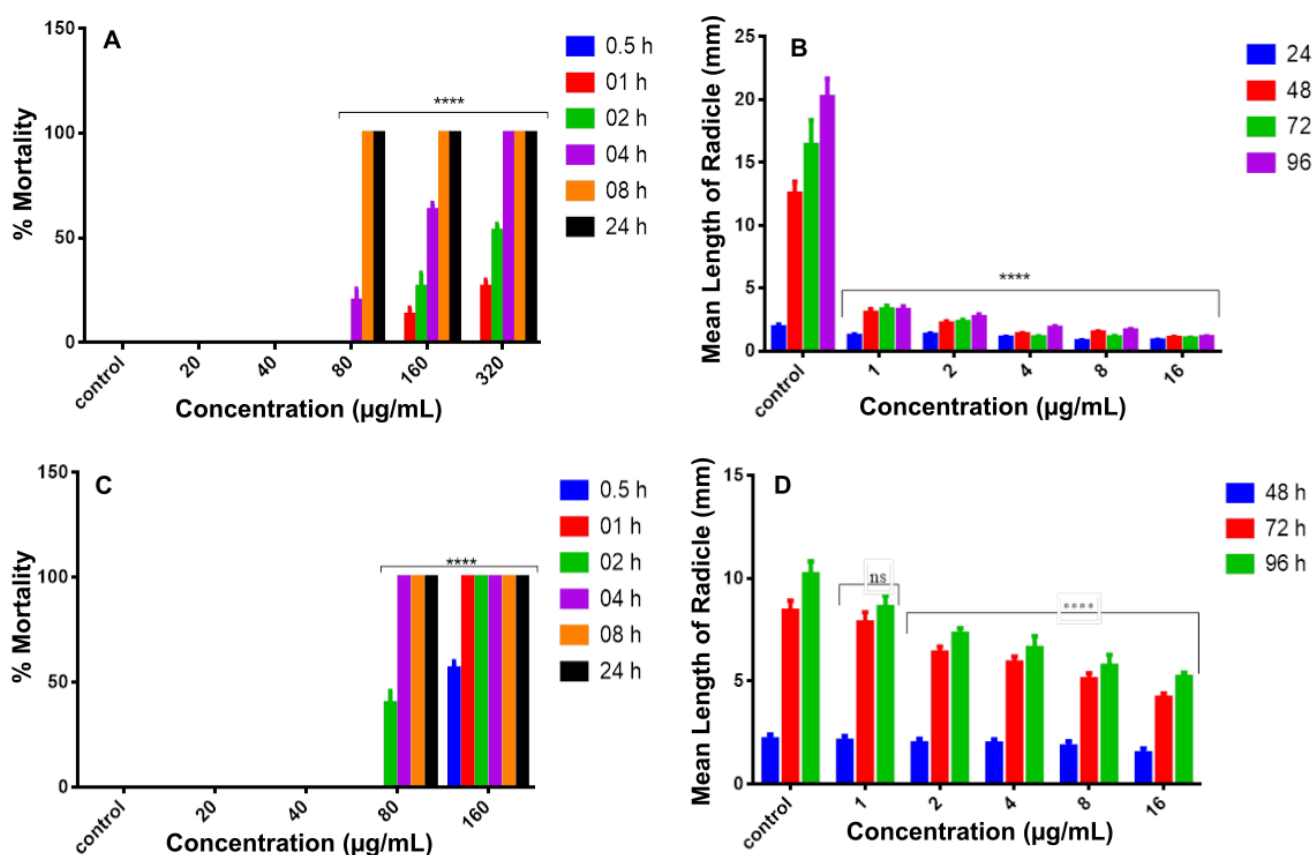 A
% Mortality
150
100
50
0
****
control
20
40
80
160
320
Concentration (µg/mL)
0.5 h
01 h
02 h
04 h
08 h
24 h
B
Mean Length of Radicle (mm)
25
20
15
10
5
0
****
control
1
2
4
8
16
Concentration (µg/mL)
24
48
72
96
C
% Mortality
150
100
50
0
****
control
20
40
80
160
Concentration (µg/mL)
0.5 h
01 h
02 h
04 h
08 h
24 h
D
Mean Length of Radicle (mm)
15
10
5
0
ns
****
control
1
2
4
8
16
Concentration (µg/mL)
48 h
72 h
96 h